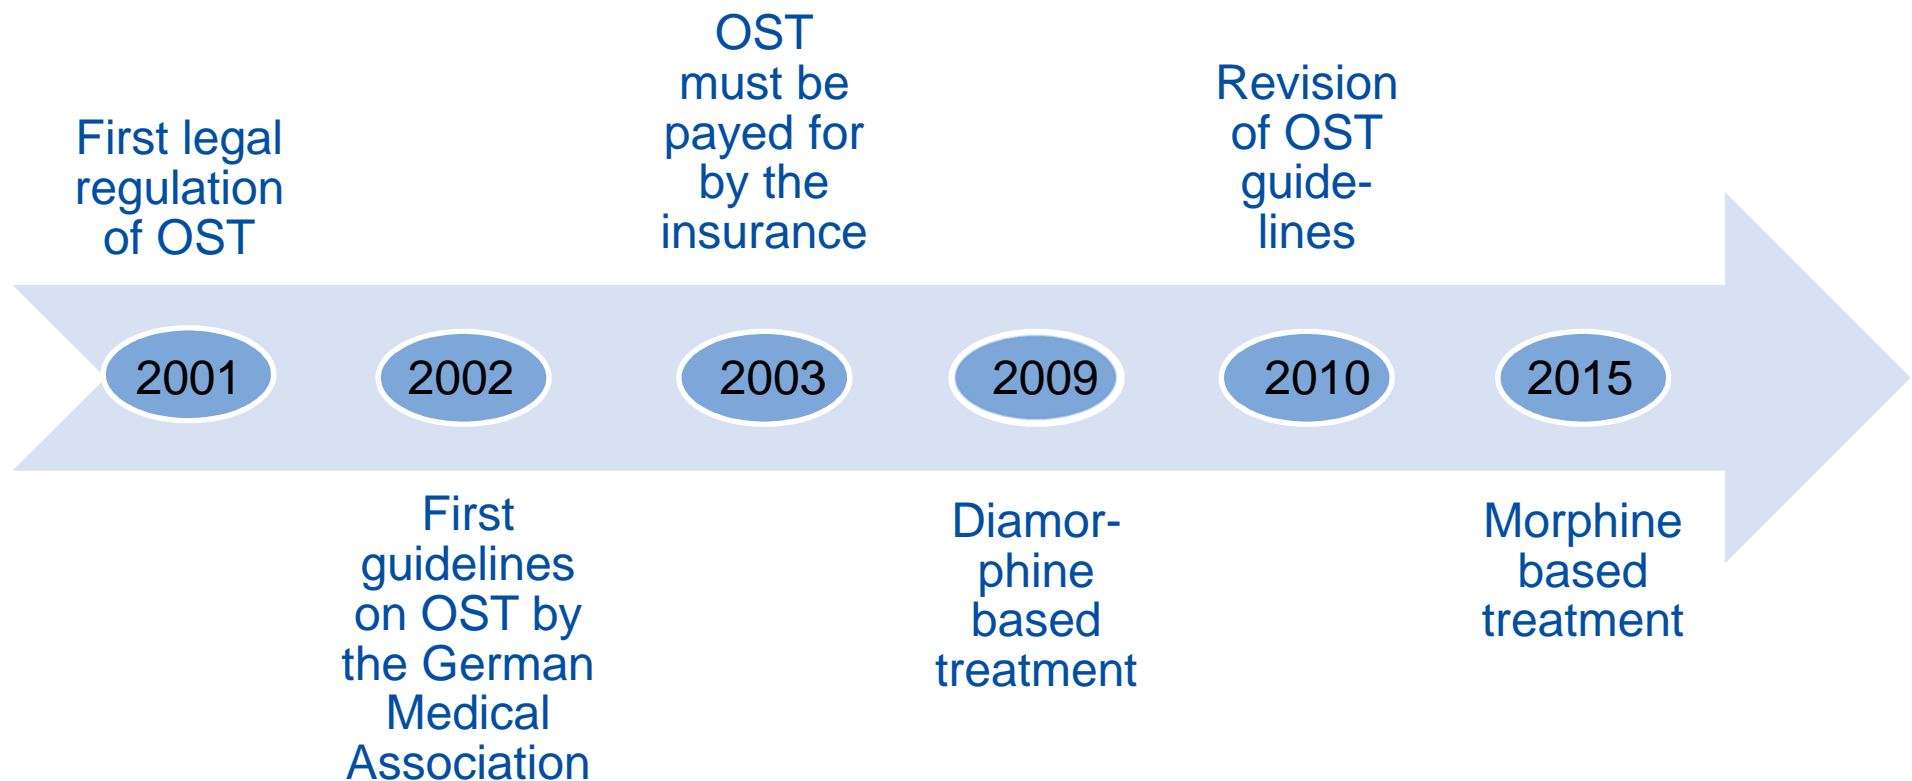 First legal
regulation
of OST
OST
must be
payed for
by the
insurance
Revision
of OST
guide-
lines
2001
2002
2003
2009
2010
2015
First
guidelines
on OST by
the German
Medical
Association
Diamor-
phine
based
treatment
Morphine
based
treatment